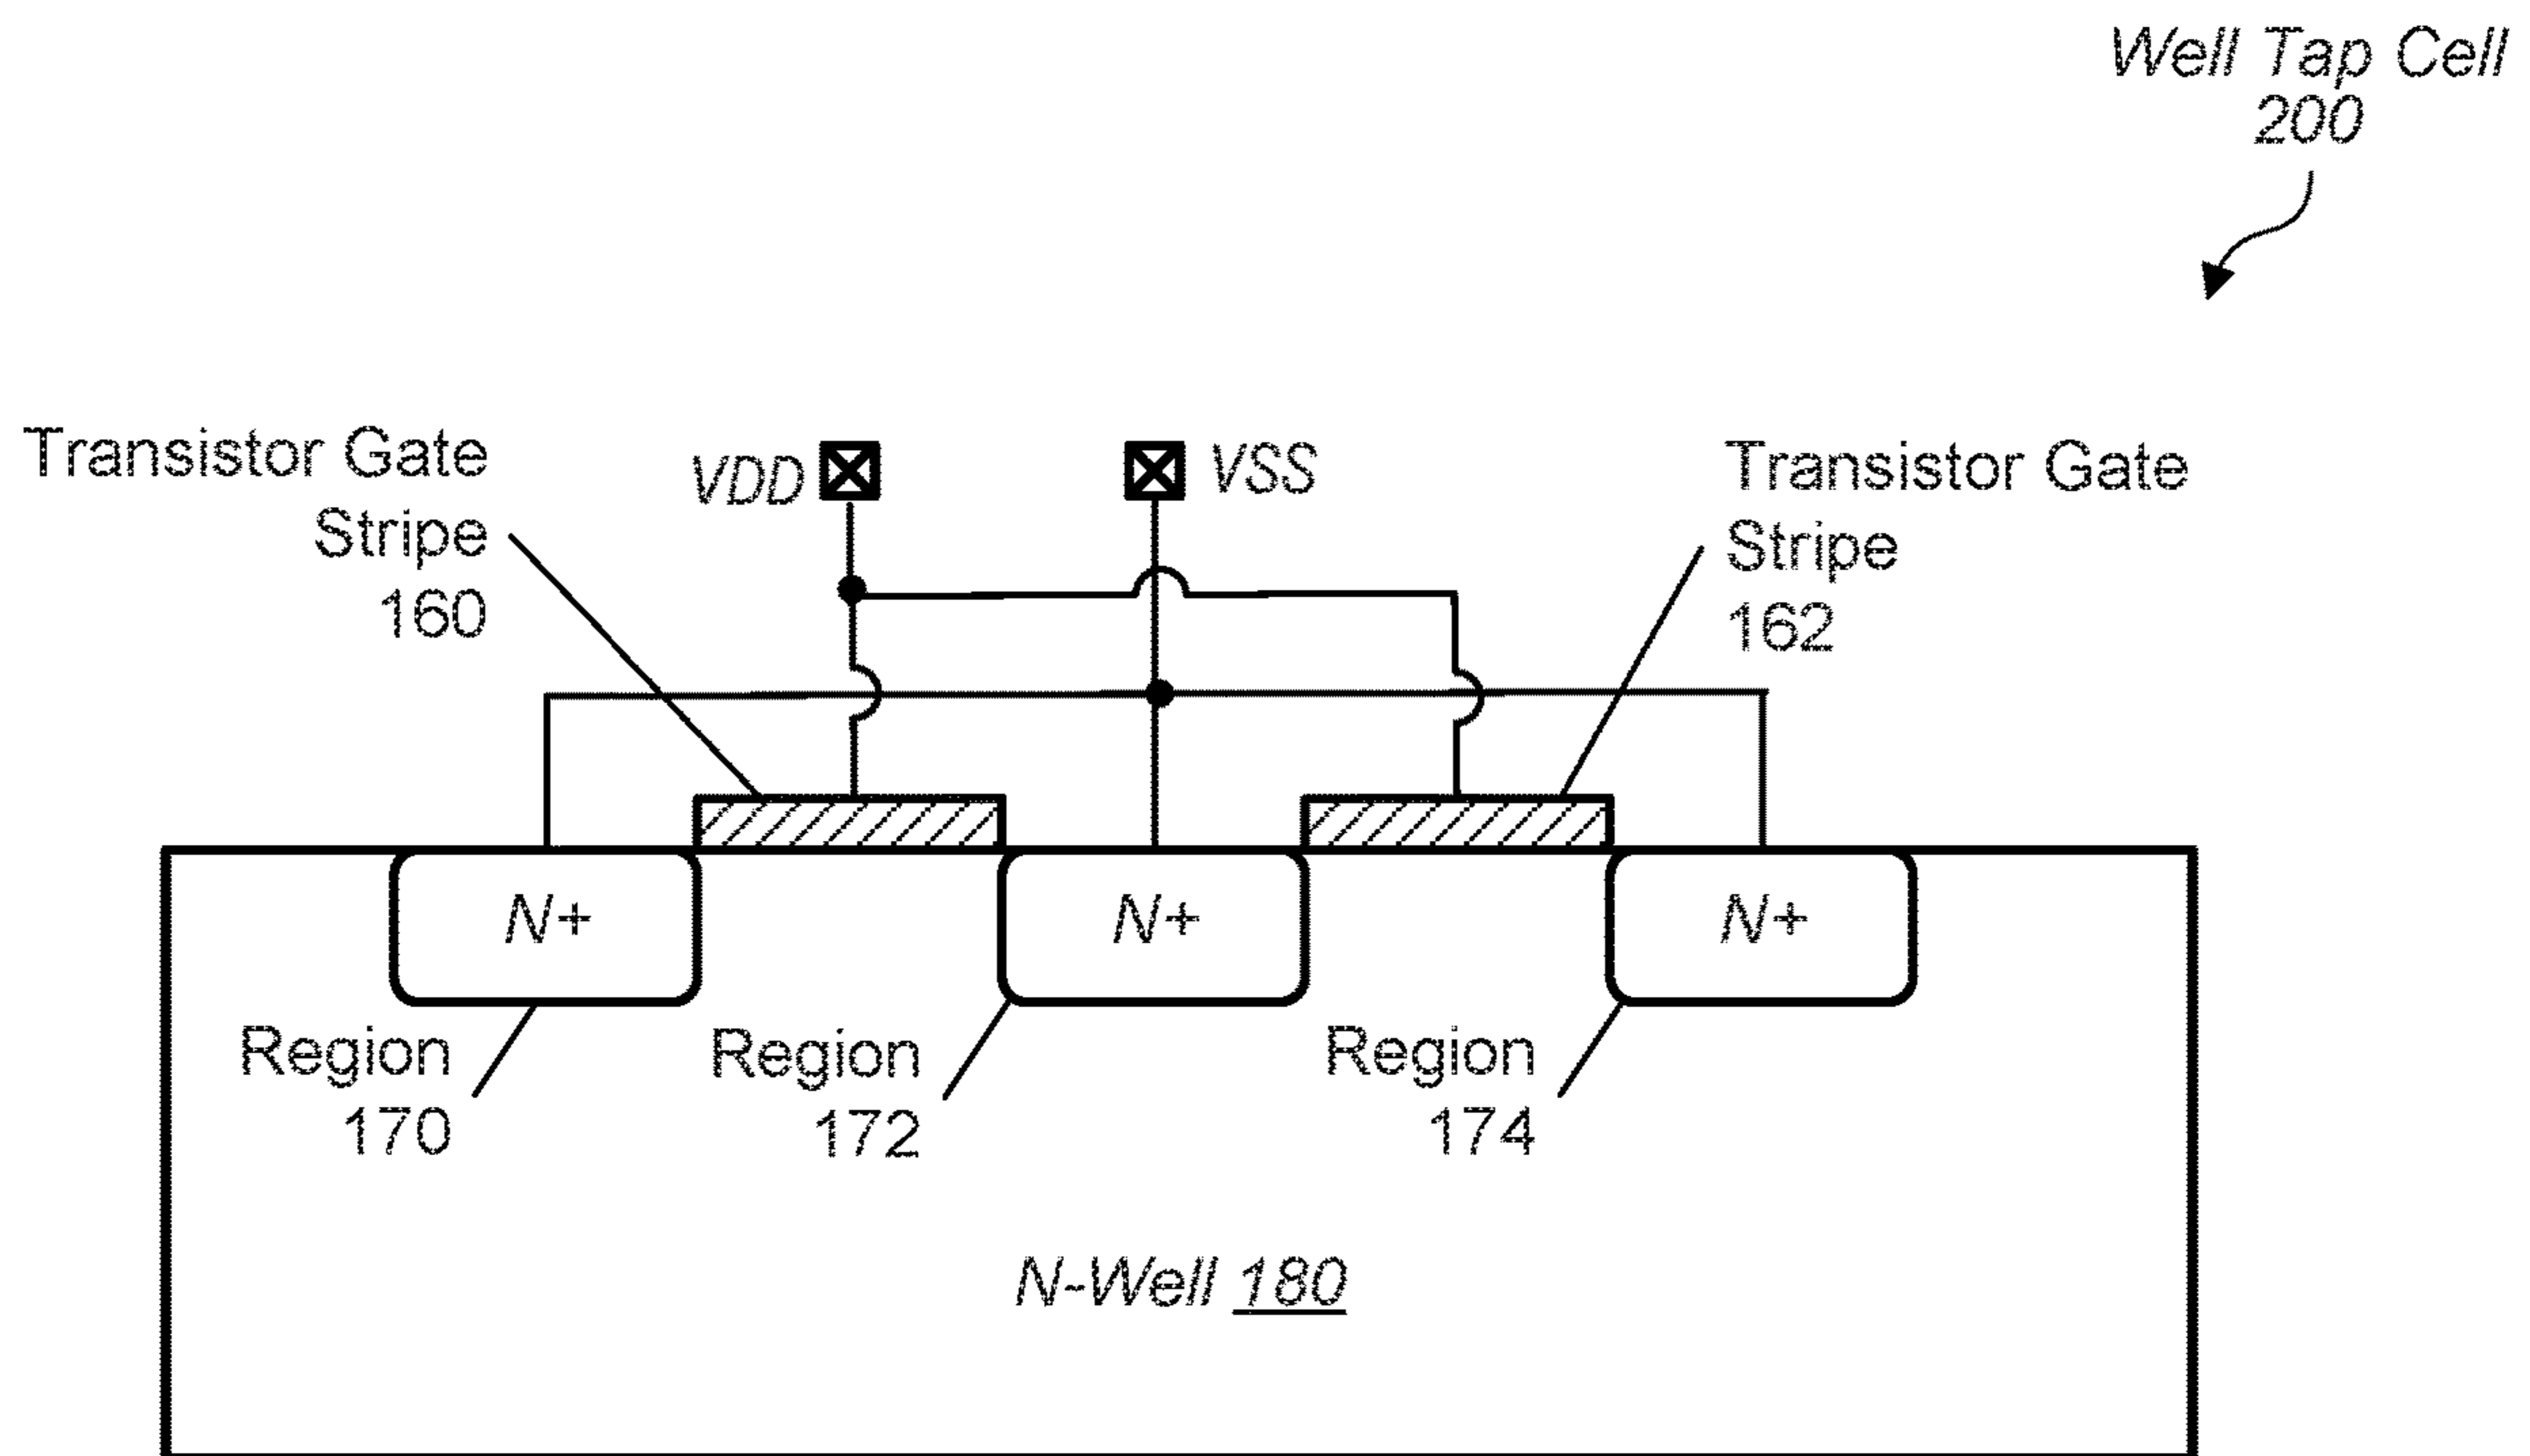 Well Tap Cell
200
Transistor Gate
Stripe
160
VDD
VSS
Transistor Gate
Stripe
162
N+
N+
N+
Region
170
Region
172
Region
174
N-Well 180